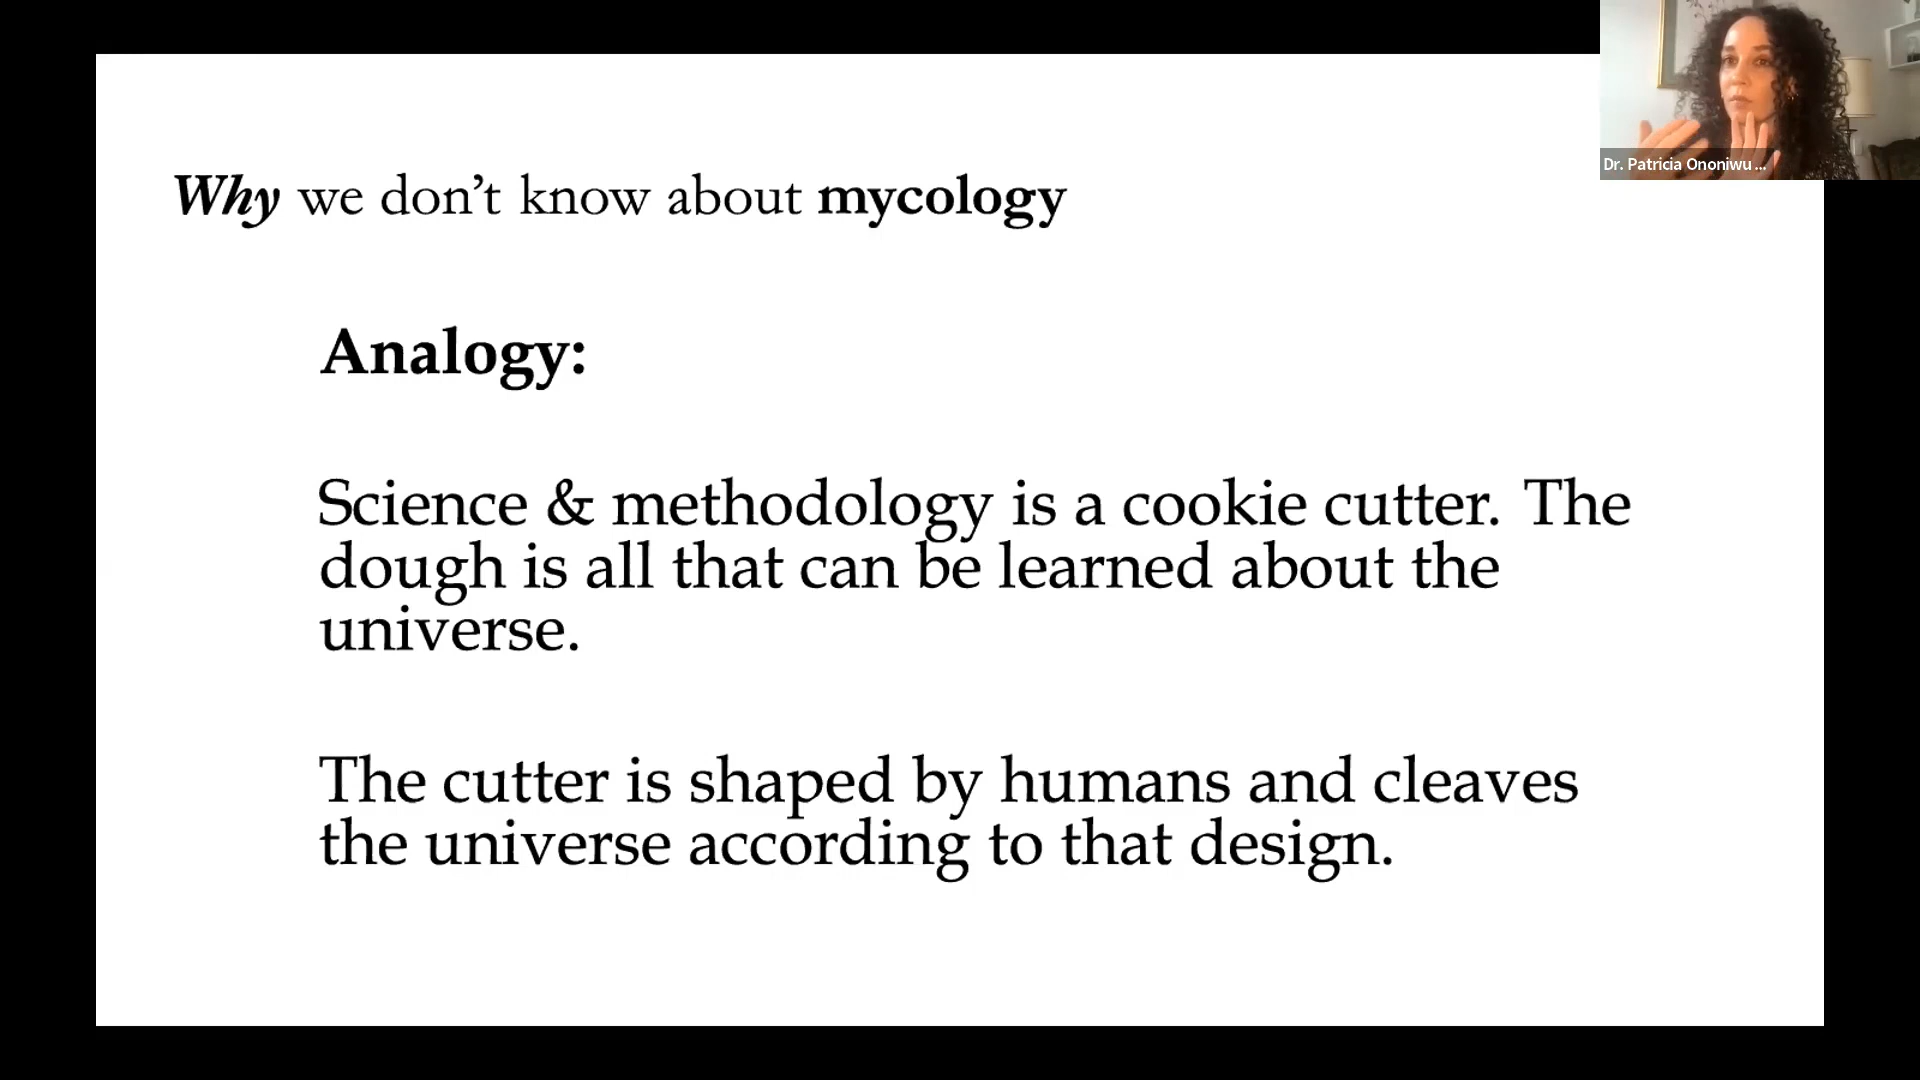 Dr. Patricia Ononiwu ...
Why we don’t know about mycology
Analogy:
Science & methodology is a cookie cutter. The
dough is all that can be learned about the
universe.
The cutter is shaped by humans and cleaves
the universe according to that design.